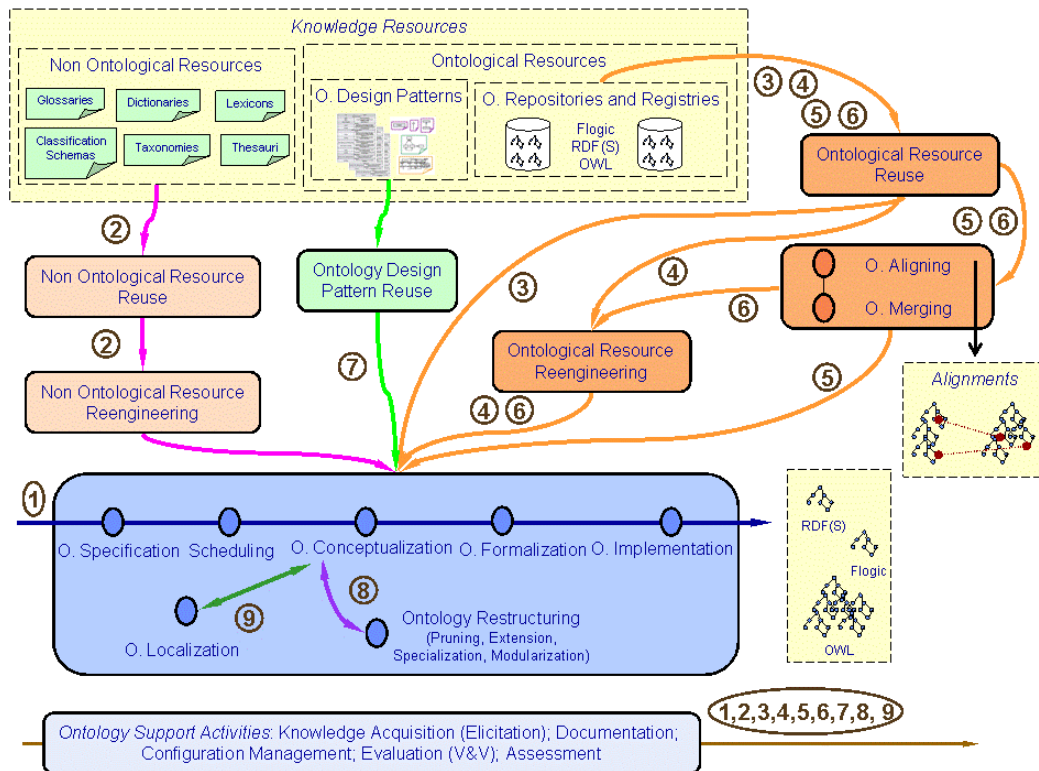 Knowledge Resources
Non Ontological Resources
Glossaries
Dictionaries
Lexicons
Classification
Schemas
Taxonomies
Thesauri
Ontological Resources
O. Design Patterns
O. Repositories and Registries
Flogic
RDF(S)
OWL
3
4
5
6
Ontological Resource
Reuse
5
6
2
Non Ontological Resource
Reuse
2
Non Ontological Resource
Reengineering
Ontology Design
Pattern Reuse
7
3
4
6
O. Aligning
O. Merging
Ontological Resource
Reengineering
4
6
5
Alignments
1
O. Specification
Scheduling
O. Conceptualization
O. Formalization
O. Implementation
9
8
O. Localization
Ontology Restructuring
(Pruning, Extension,
Specialization, Modularization)
RDF(S)
Flogic
OWL
1,2,3,4,5,6,7,8, 9
Ontology Support Activities: Knowledge Acquisition (Elicitation); Documentation;
Configuration Management; Evaluation (V&V); Assessment